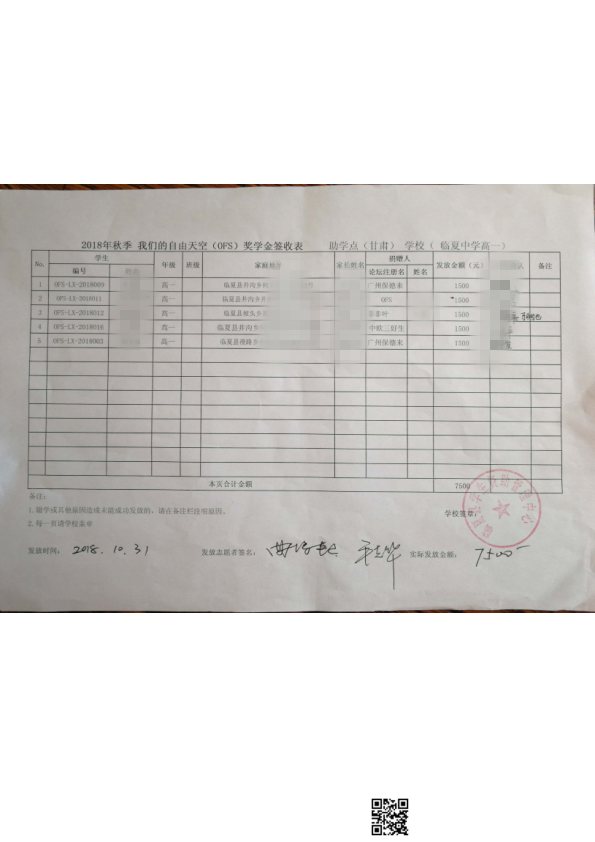 2018年秋季 我们的自由天空（OFS）奖学金签收表 助学点（甘肃） 学校（ 临夏中学高一）
No. 学生 年级 班级 家庭 家长姓名 捐赠人 发放金额（元） 备注
编号 论坛注册名 姓名
1 OFS-LX-2018009 高一 临夏县井沟乡 广州保德来 1500
2 OFS-LX-2018011 高一 临夏县井沟乡 OFS 1500
3 OFS-LX-2018012 高一 临夏县 1500
4 OFS-LX-2018016 高一 临夏县井沟乡 中欧三好生 1500
5 OFS-LX-2018002 高一 临夏县漫路乡 广州保德来 1500
本页合计金额 7500
备注：
1.辍学或其他原因造成未能成功发放的，请在备注栏注明原因。
2.每一页请学校盖章 学校签章：
发放时间： 2018.10.31 发放志愿者签名： 实际发放金额： 7500